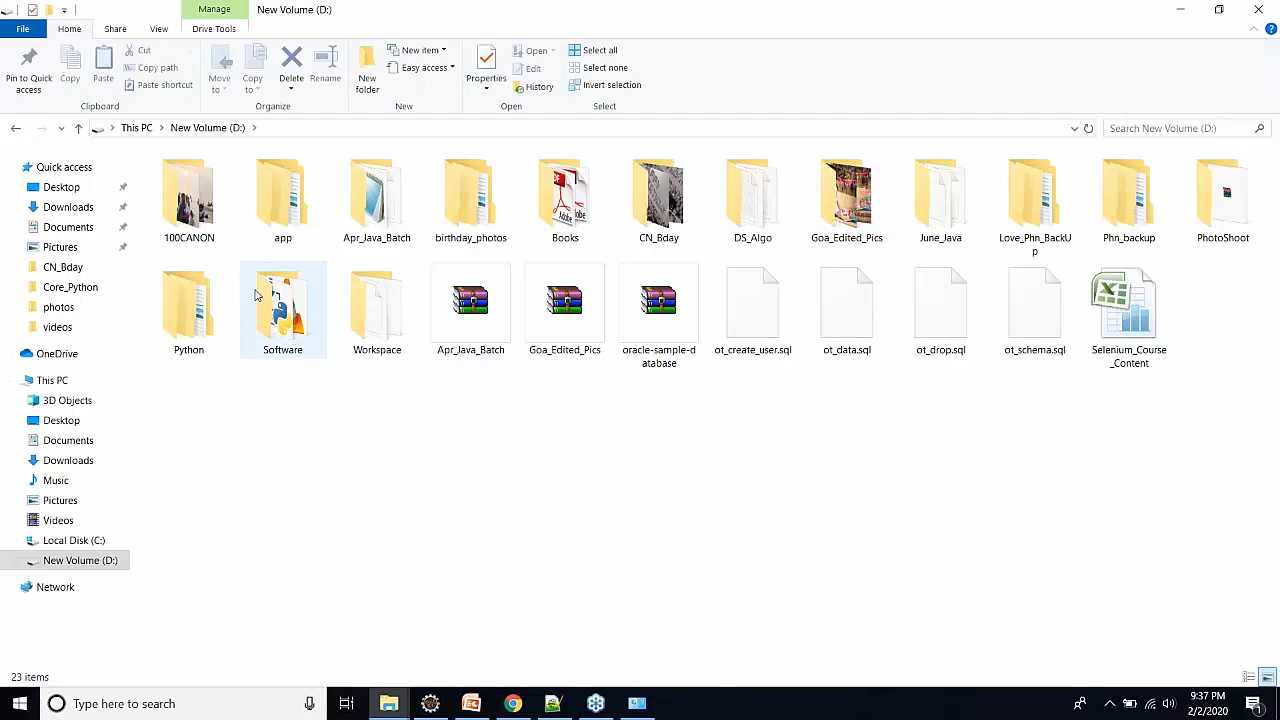 Manage
New Volume (D:)
File
Home
Share
View
Drive Tools
Pin to Quick
access
Copy
Paste
Cut
Copy path
Paste shortcut
Clipboard
Move
to
Copy
to
Delete
Rename
Organize
New
folder
New item
Easy access
New
Properties
Open
Edit
History
Open
Select all
Select none
Invert selection
Select
This PC
New Volume (D:)
Search New Volume (D:)
Quick access
Desktop
Downloads
Documents
Pictures
CN_Bday
Core_Python
photos
videos
OneDrive
This PC
3D Objects
Desktop
Documents
Downloads
Music
Pictures
Videos
Local Disk (C:)
New Volume (D:)
Network
100CANON
app
Apr_Java_Batch
birthday_photos
Books
CN_Bday
DS_Algo
Goa_Edited_Pics
June_Java
Love_Phn_BackU
p
Phn_backup
PhotoShoot
Python
Software
Workspace
Apr_Java_Batch
Goa_Edited_Pics
oracle-sample-d
atabase
ot_create_user.sql
ot_data.sql
ot_drop.sql
ot_schema.sql
Selenium_Course
_Content
23 items
Type here to search
9:37 PM
2/2/2020